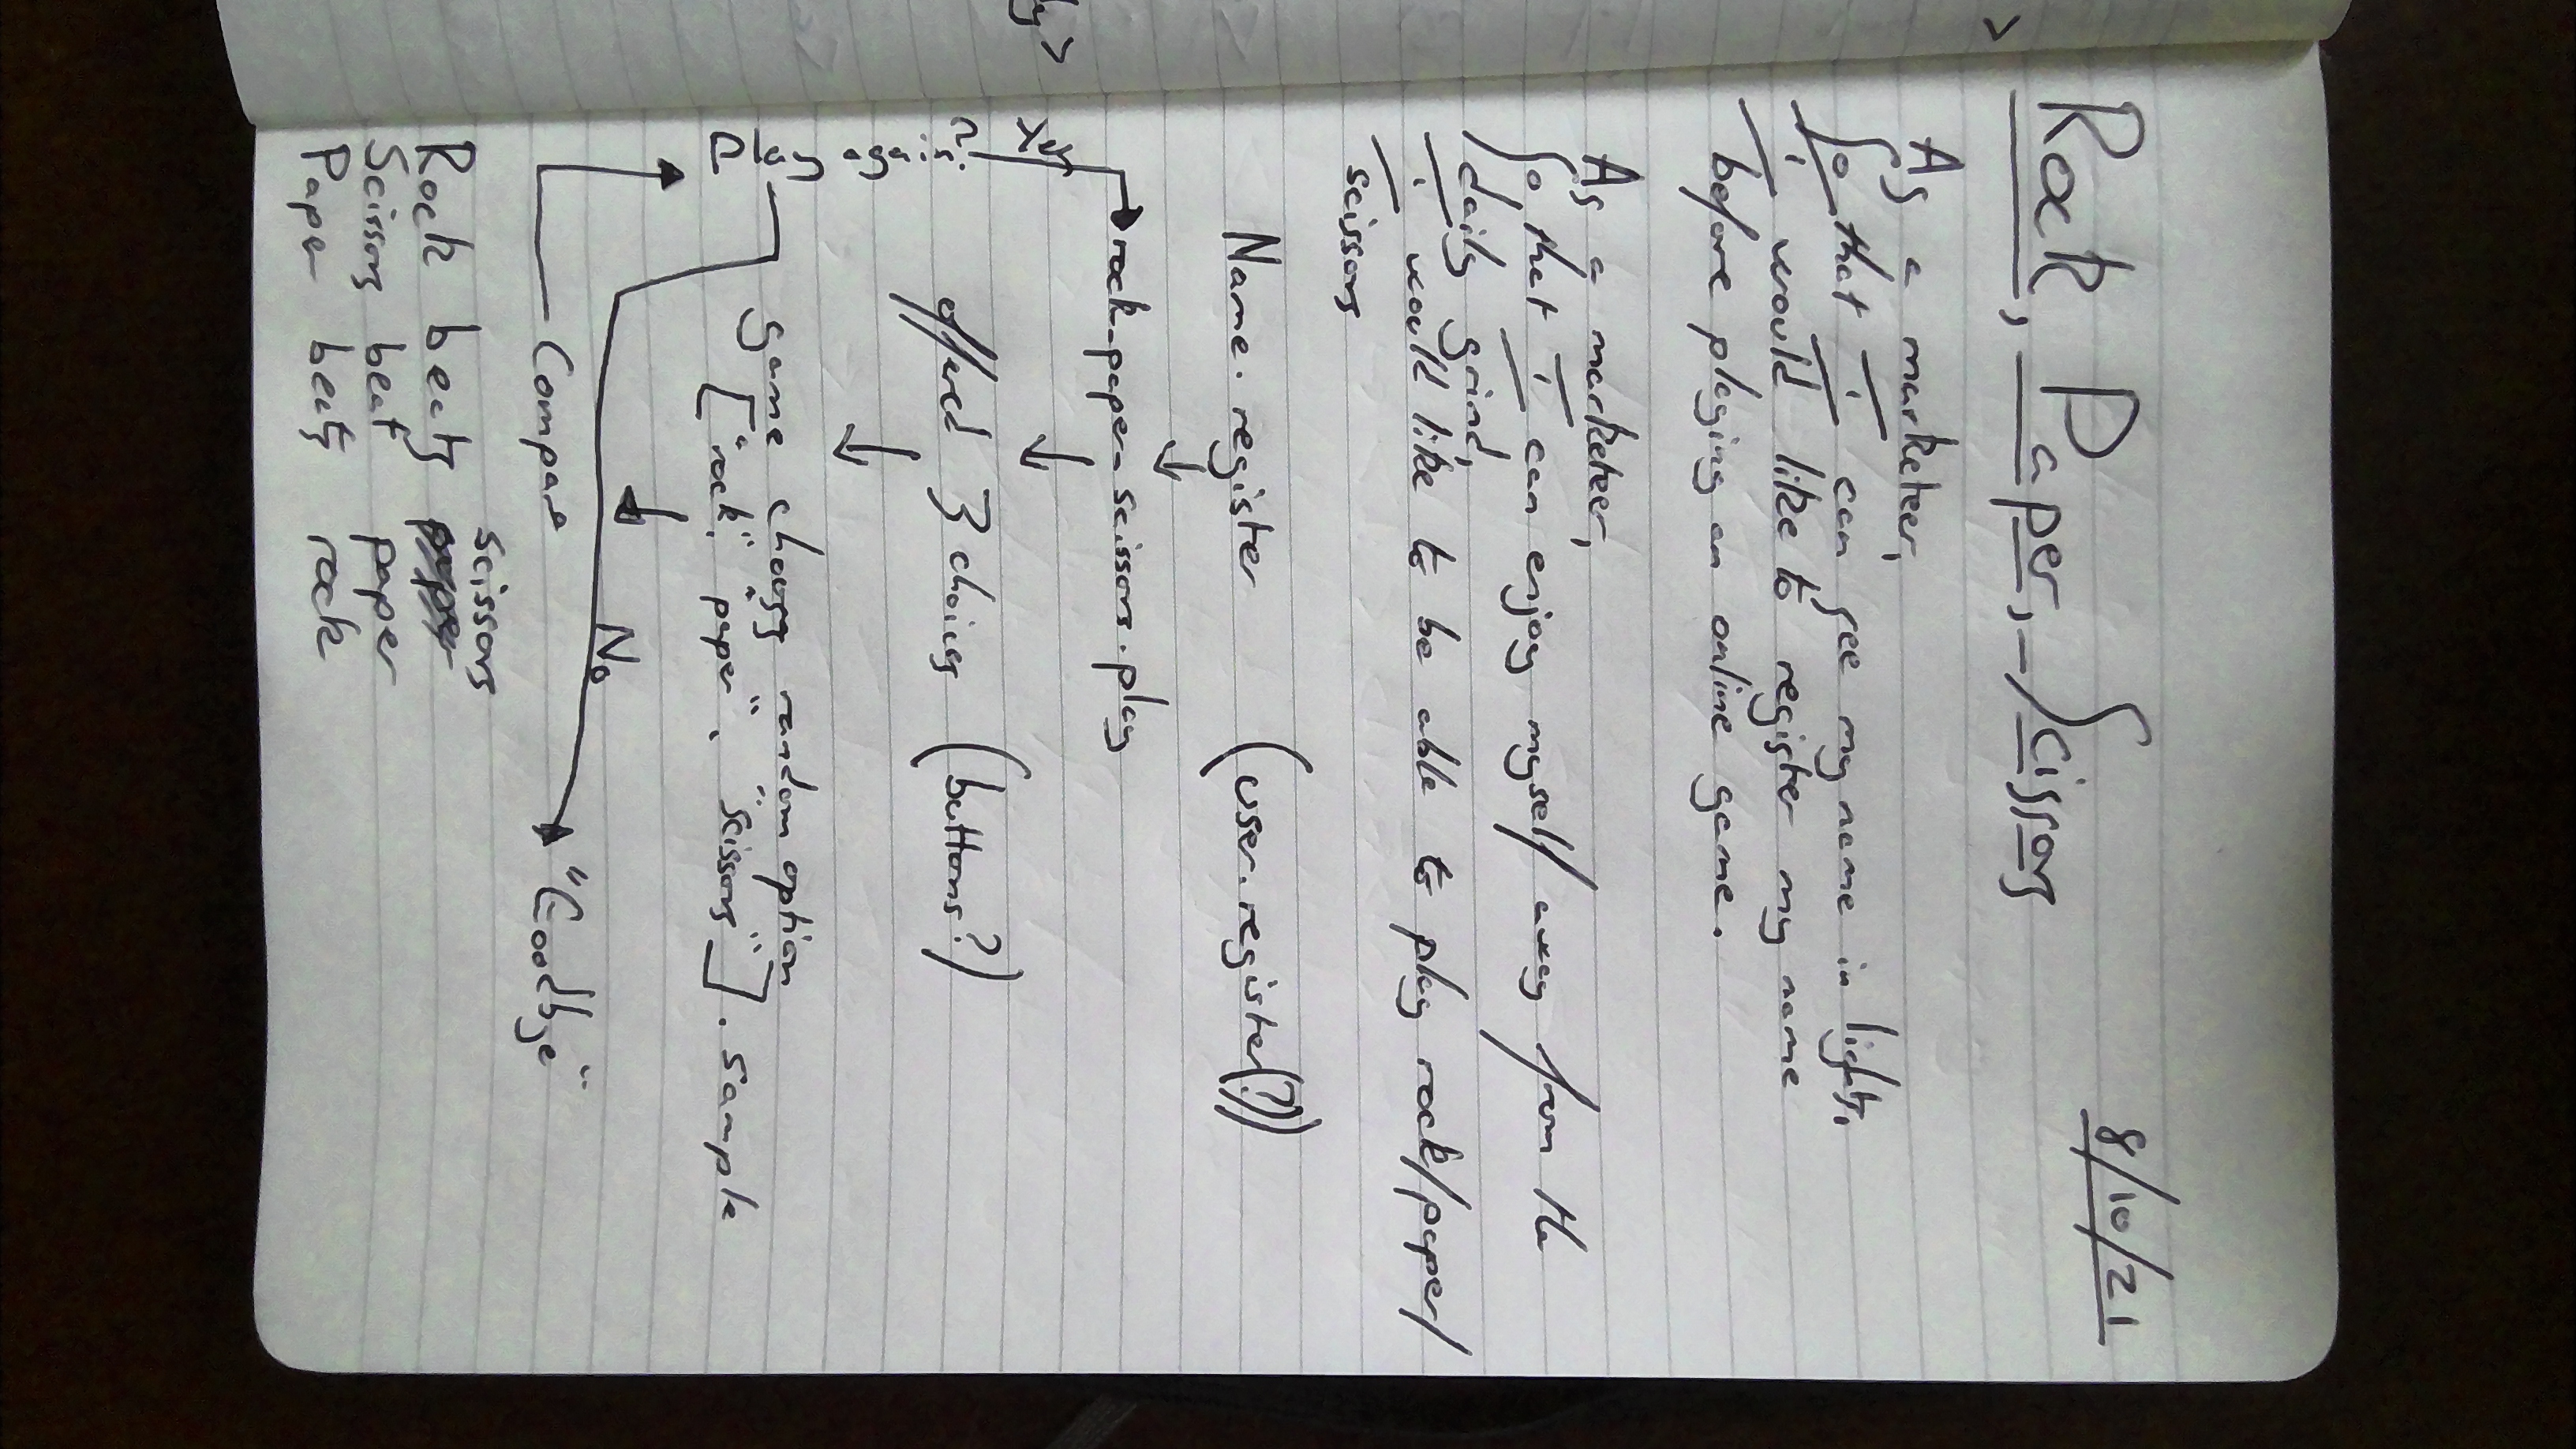 Rock, Paper, Scissors
8/10/21
As a marketeer,
So that I can see my name in lights,
I would like to register my name
before playing an online game.
As a marketeer,
So that I can enjoy myself away from the
daily grind,
I would like to be able to play rock/paper/
scissors
Name.register (user.register(?))
rock_paper_scissors.play
offered 3 choices (buttons?)
game chooses random option
["rock", "paper", "scissors"].sample
Compare
Play again? Yes
No
"Goodbye"
scissors
Rock beats
Scissors beat paper
Paper beats rock